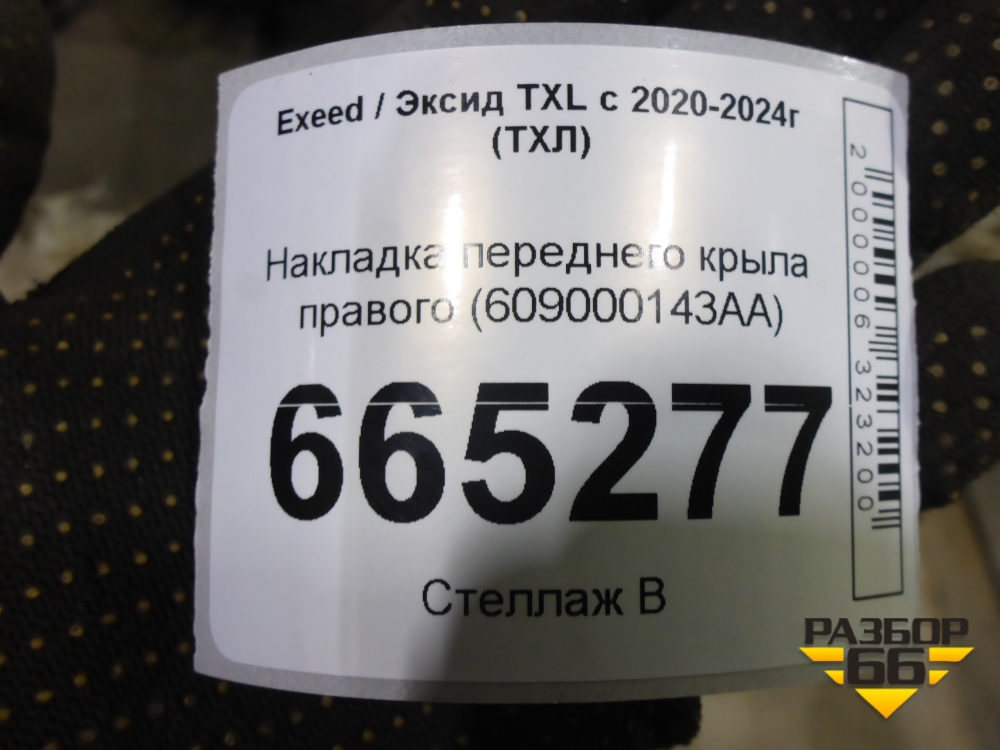 Exeed / Эксид TXL с 2020-2024г
(ТХЛ)
Накладка переднего крыла
правого (609000143AA)
665277
Стеллаж В
2000006323200
РАЗБОР
66